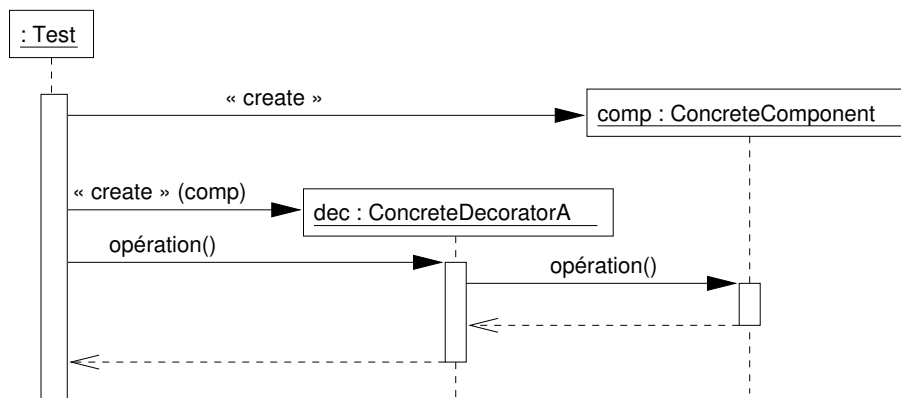 : Test
« create »
comp : ConcreteComponent
« create » (comp)
dec : ConcreteDecoratorA
opération()
opération()